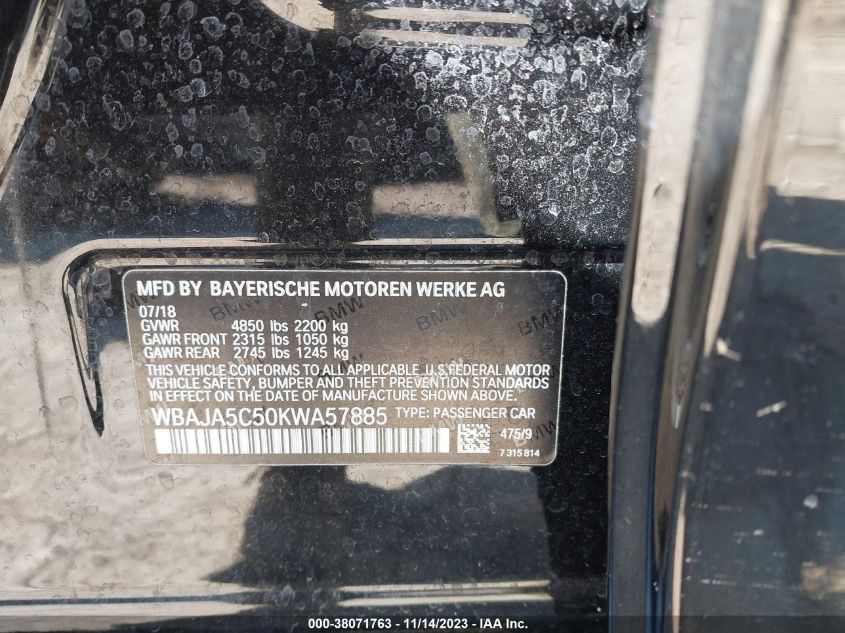 MFD BY BAYERISCHE MOTOREN WERKE AG
07/18
GVWR 4850 lbs 2200 kg
GAWR FRONT 2315 lbs 1050 kg
GAWR REAR 2745 lbs 1245 kg
THIS VEHICLE CONFORMS TO ALL APPLICABLE U.S.FEDERAL MOTOR
VEHICLE SAFETY, BUMPER AND THEFT PREVENTION STANDARDS
IN EFFECT ON THE DATE OF MANUFACTURE SHOWN ABOVE.
WBAJA5C50KWA57885 TYPE: PASSENGER CAR
475/9
7 315 814
000-38071763 - 11/14/2023 - IAA Inc.